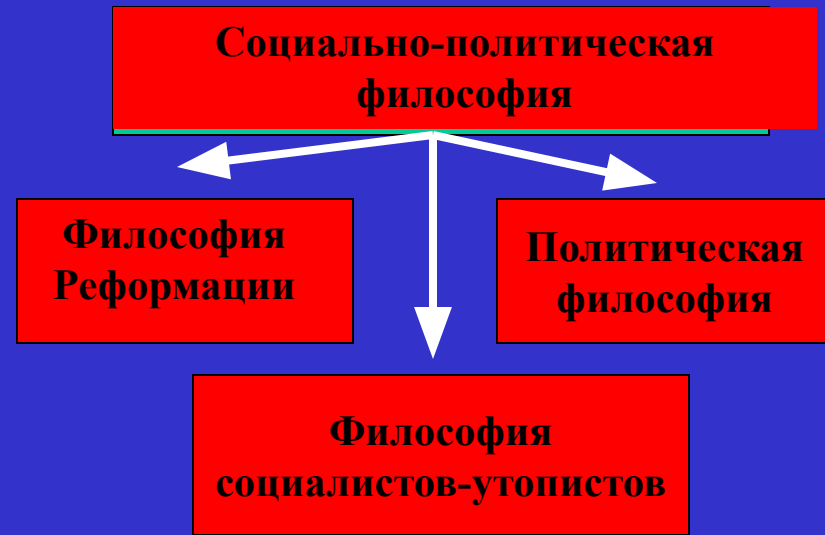 Социально-политическая
философия
Философия
Реформации
Политическая
философия
Философия
социалистов-утопистов